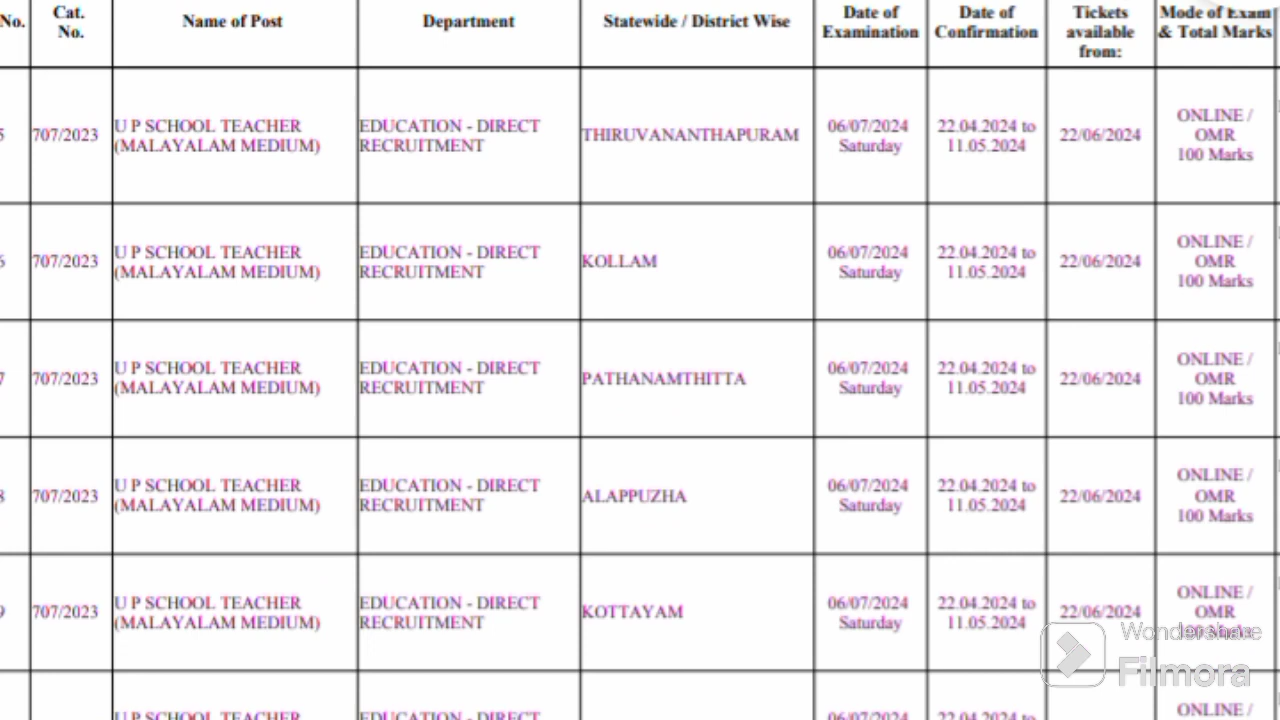 No.
Cat.
No.
Name of Post
Department
Statewide / District Wise
Date of
Examination
Date of
Confirmation
Tickets
available
from:
Mode of Exam
& Total Marks
5
707/2023
U P SCHOOL TEACHER
(MALAYALAM MEDIUM)
EDUCATION - DIRECT
RECRUITMENT
THIRUVANANTHAPURAM
06/07/2024
Saturday
22.04.2024 to
11.05.2024
22/06/2024
ONLINE /
OMR
100 Marks
6
707/2023
U P SCHOOL TEACHER
(MALAYALAM MEDIUM)
EDUCATION - DIRECT
RECRUITMENT
KOLLAM
06/07/2024
Saturday
22.04.2024 to
11.05.2024
22/06/2024
ONLINE /
OMR
100 Marks
7
707/2023
U P SCHOOL TEACHER
(MALAYALAM MEDIUM)
EDUCATION - DIRECT
RECRUITMENT
PATHANAMTHITTA
06/07/2024
Saturday
22.04.2024 to
11.05.2024
22/06/2024
ONLINE /
OMR
100 Marks
8
707/2023
U P SCHOOL TEACHER
(MALAYALAM MEDIUM)
EDUCATION - DIRECT
RECRUITMENT
ALAPPUZHA
06/07/2024
Saturday
22.04.2024 to
11.05.2024
22/06/2024
ONLINE /
OMR
100 Marks
9
707/2023
U P SCHOOL TEACHER
(MALAYALAM MEDIUM)
EDUCATION - DIRECT
RECRUITMENT
KOTTAYAM
06/07/2024
Saturday
22.04.2024 to
11.05.2024
22/06/2024
ONLINE /
OMR
100 Marks
Wondershare
Filmora
U P SCHOOL TEACHER
EDUCATION - DIRECT
06/07/2024
22.04.2024 to
ONLINE /